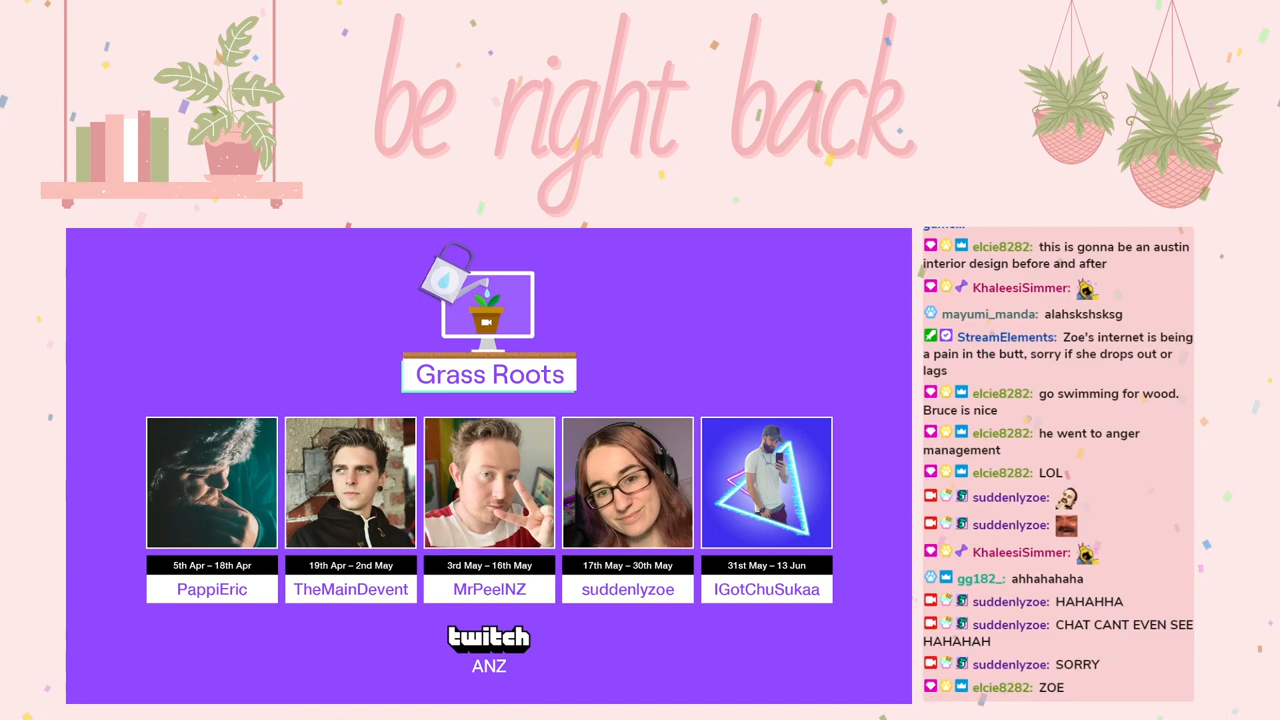 be right back
Grass Roots
5th Apr – 18th Apr
PappiEric
19th Apr – 2nd May
TheMainDevent
3rd May – 16th May
MrPeelNZ
17th May – 30th May
suddenlyzoe
31st May – 13 Jun
IGotChuSukaa
twitch
ANZ
elcie8282: this is gonna be an austin
interior design before and after
KhaleesiSimmer:
mayumi_manda: alahskshsksg
StreamElements: Zoe's internet is being
a pain in the butt, sorry if she drops out or
lags
elcie8282: go swimming for wood.
Bruce is nice
elcie8282: he went to anger
management
elcie8282: LOL
suddenlyzoe:
suddenlyzoe:
KhaleesiSimmer:
gg182_: ahhahahaha
suddenlyzoe: HAHAHHA
suddenlyzoe: CHAT CANT EVEN SEE
HAHAHAH
suddenlyzoe: SORRY
elcie8282: ZOE